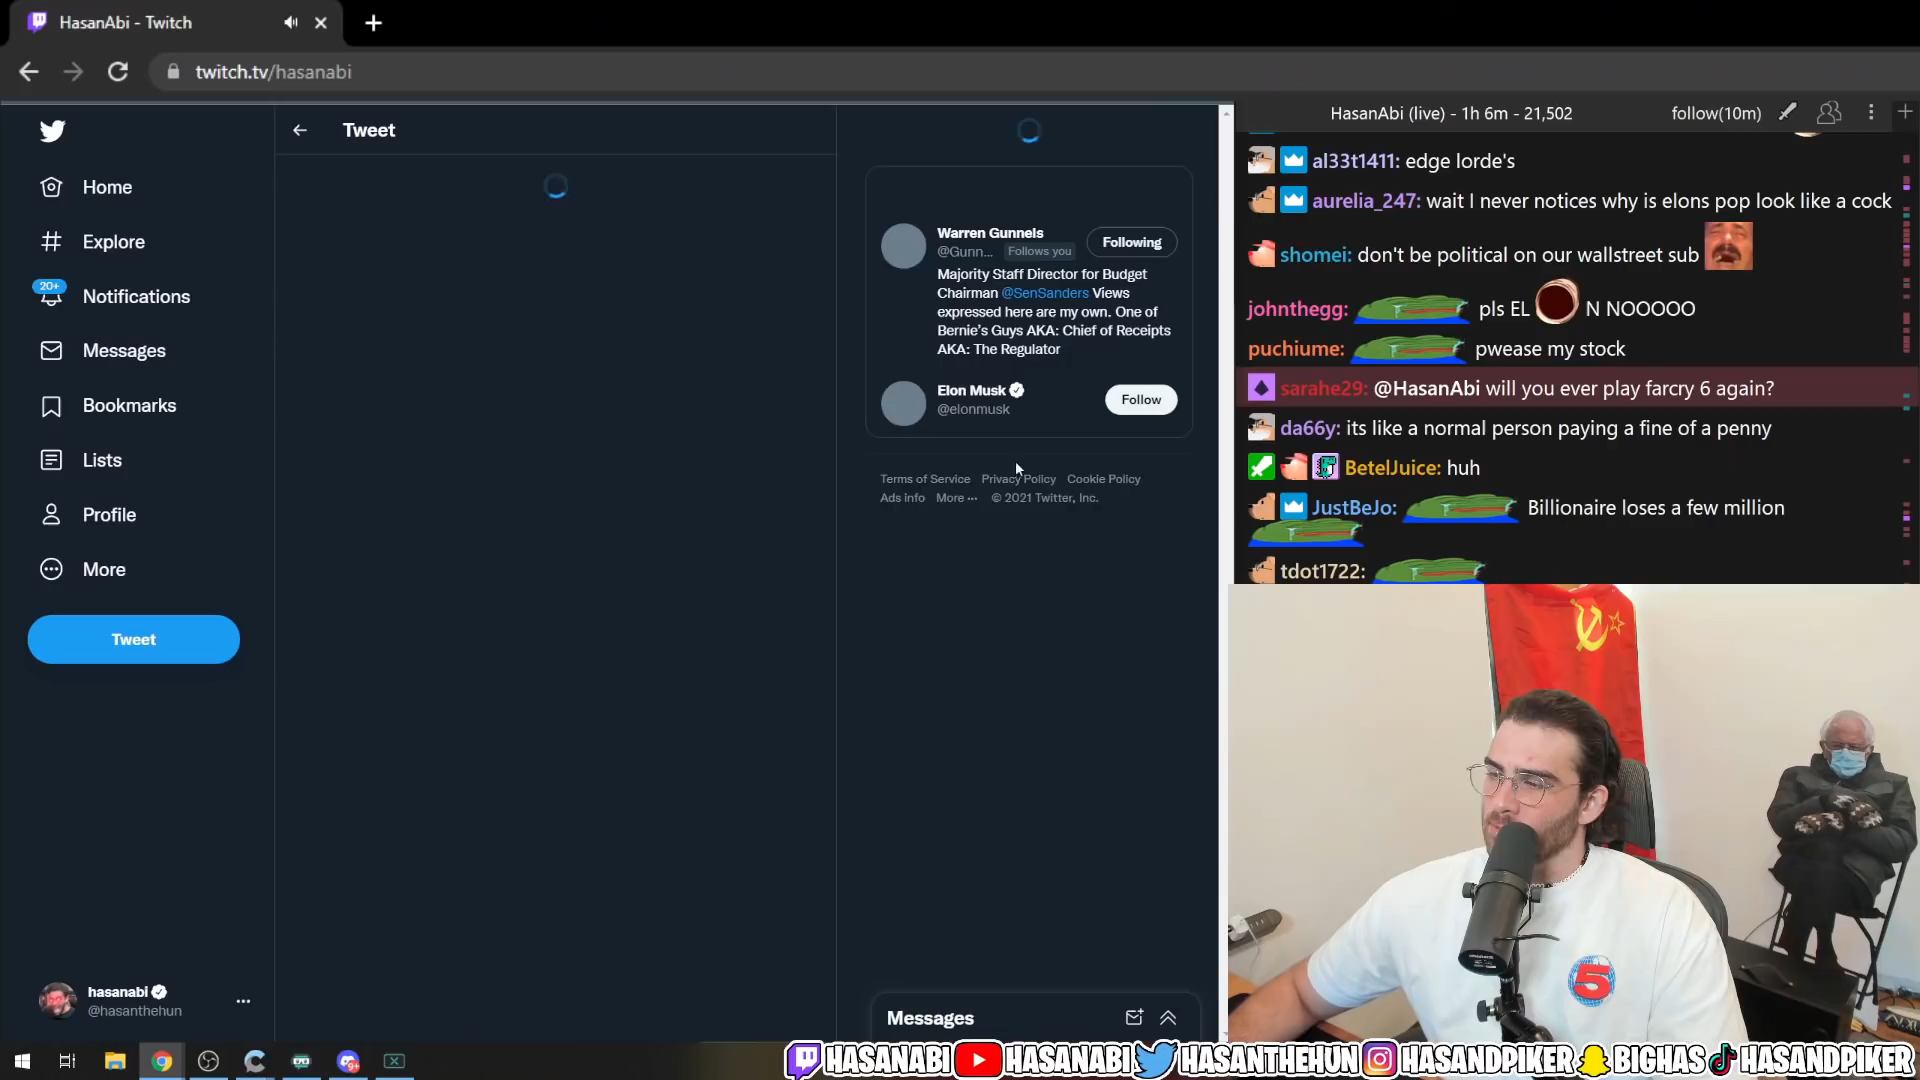 HasanAbi - Twitch
twitch.tv/hasanabi
Tweet
Home
Explore
20+
Notifications
Messages
Bookmarks
Lists
Profile
More
Tweet
hasanabi
@hasanthehun
Warren Gunnels
@Gunn... Follows you
Following
Majority Staff Director for Budget
Chairman @SenSanders Views
expressed here are my own. One of
Bernie's Guys AKA: Chief of Receipts
AKA: The Regulator
Elon Musk
@elonmusk
Follow
Terms of Service Privacy Policy Cookie Policy
Ads info More ··· © 2021 Twitter, Inc.
Messages
HasanAbi (live) - 1h 6m - 21,502 follow(10m)
al33t1411: edge lorde's
aurelia_247: wait I never notices why is elons pop look like a cock
shomei: don't be political on our wallstreet sub
johnthegg: pls EL N NOOOOO
puchiume: pwease my stock
sarahe29: @HasanAbi will you ever play farcry 6 again?
da66y: its like a normal person paying a fine of a penny
BetelJuice: huh
JustBeJo: Billionaire loses a few million
tdot1722:
5
HASANABI HASANABI HASANTHEHUN HASANDPIKER BIGHAS HASANDPIKER